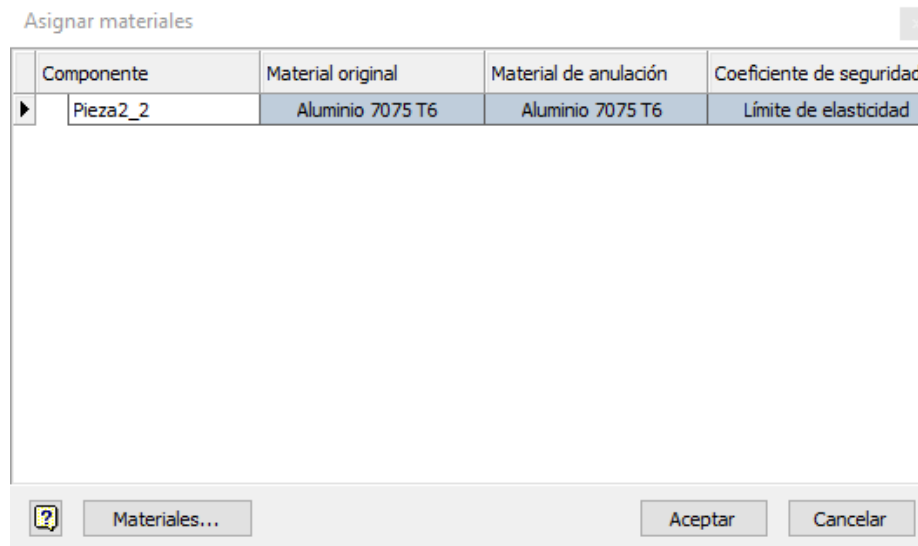 Asignar materiales
Componente Material original Material de anulación Coeficiente de seguridad
Pieza2_2 Aluminio 7075 T6 Aluminio 7075 T6 Límite de elasticidad
Materiales... Aceptar Cancelar